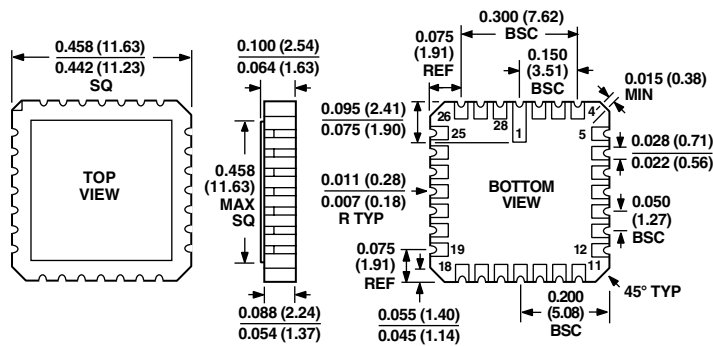 0.458 (11.63)
0.442 (11.23)
SQ
TOP
VIEW
0.100 (2.54)
0.064 (1.63)
0.458
(11.63)
MAX
SQ
0.088 (2.24)
0.054 (1.37)
0.075
(1.91)
REF
0.300 (7.62)
BSC
0.150
(3.51)
BSC
0.015 (0.38)
MIN
0.095 (2.41)
0.075 (1.90)
26
28
1
4
25
5
0.028 (0.71)
0.022 (0.56)
0.011 (0.28)
0.007 (0.18)
R TYP
BOTTOM
VIEW
0.050
(1.27)
BSC
0.075
(1.91)
REF
19
18
12
11
45° TYP
0.055 (1.40)
0.045 (1.14)
0.200
(5.08)
BSC